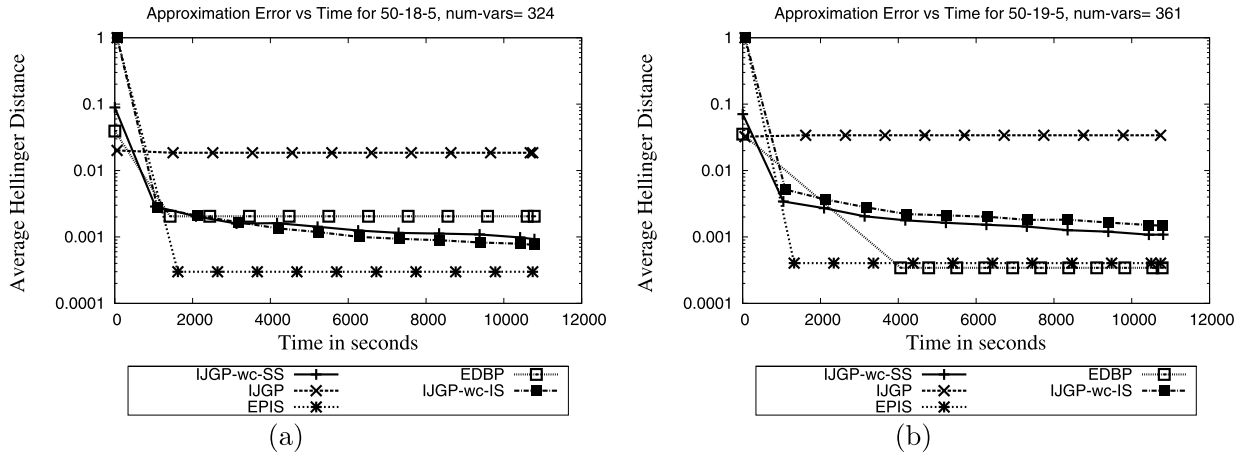 Approximation Error vs Time for 50-18-5, num-vars= 324
Average Hellinger Distance
1
0.1
0.01
0.001
0.0001
0 2000 4000 6000 8000 10000 12000
Time in seconds
IJGP-wc-SS EDBP
IJGP IJGP-wc-IS
EPIS
(a)
Approximation Error vs Time for 50-19-5, num-vars= 361
Average Hellinger Distance
1
0.1
0.01
0.001
0.0001
0 2000 4000 6000 8000 10000 12000
Time in seconds
IJGP-wc-SS EDBP
IJGP IJGP-wc-IS
EPIS
(b)